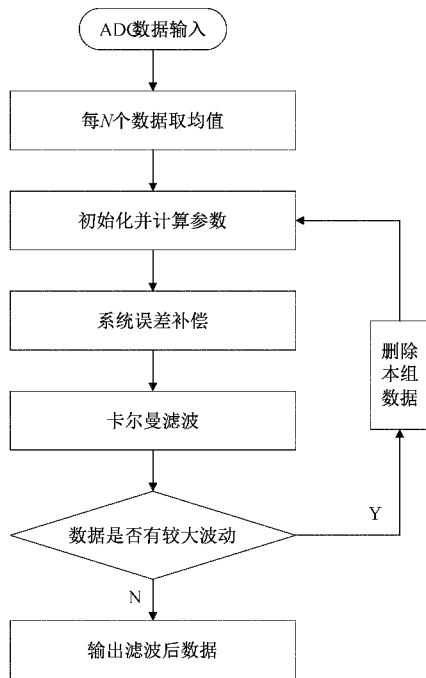 ADC数据输入
每N个数据取均值
初始化并计算参数
系统误差补偿
删除
本组
数据
卡尔曼滤波
数据是否有较大波动
Y
N
输出滤波后数据